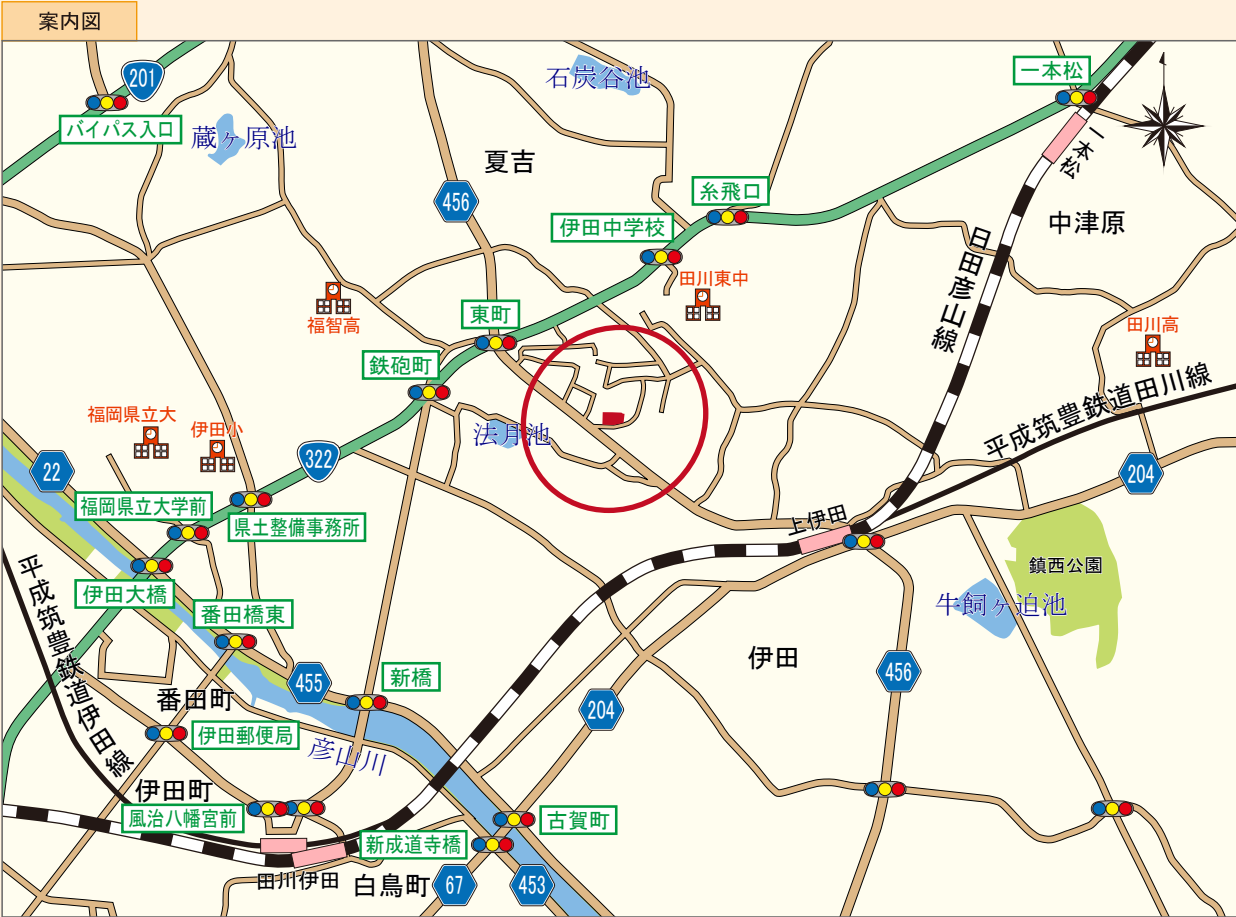 案内図
201
バイパス入口
蔵ヶ原池
石炭谷池
一本松
一本松
夏吉
456
糸飛口
伊田中学校
中津原
日田彦山線
田川東中
福智高
東町
田川高
鉄砲町
平成筑豊鉄道田川線
福岡県立大
伊田小
法月池
322
22
204
福岡県立大学前
県土整備事務所
上伊田
鎮西公園
伊田大橋
平成筑豊鉄道伊田線
番田橋東
牛飼ヶ迫池
伊田
455
新橋
456
番田町
204
伊田郵便局
彦山川
伊田町
風治八幡宮前
古賀町
新成道寺橋
田川伊田
白鳥町
67
453